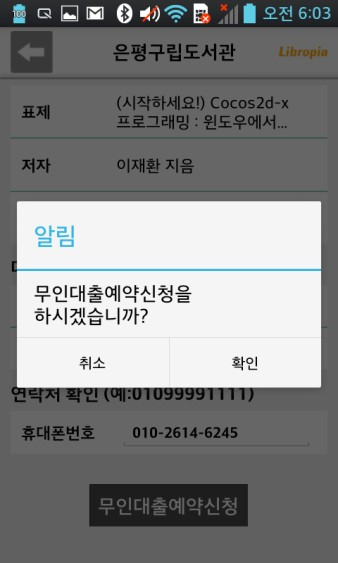 100 오전 6:03
은평구립도서관 Libropia
표제 (시작하세요!) Cocos2d-x
프로그래밍 : 윈도우에서...
저자 이재환 지음
알림
무인대출예약신청을
하시겠습니까?
취소 확인
연락처 확인 (예:01099991111)
휴대폰번호 010-2614-6245
무인대출예약신청